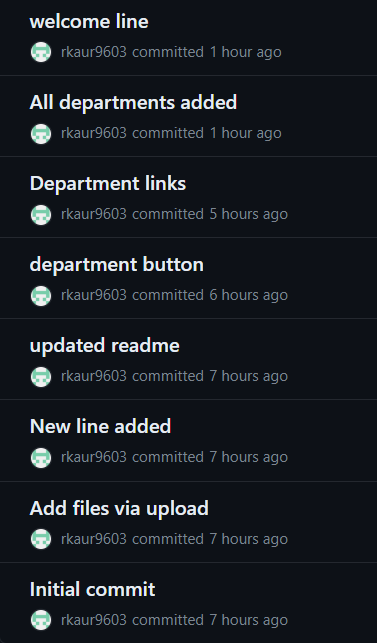 welcome line
rkaur9603 committed 1 hour ago
All departments added
rkaur9603 committed 1 hour ago
Department links
rkaur9603 committed 5 hours ago
department button
rkaur9603 committed 6 hours ago
updated readme
rkaur9603 committed 7 hours ago
New line added
rkaur9603 committed 7 hours ago
Add files via upload
rkaur9603 committed 7 hours ago
Initial commit
rkaur9603 committed 7 hours ago